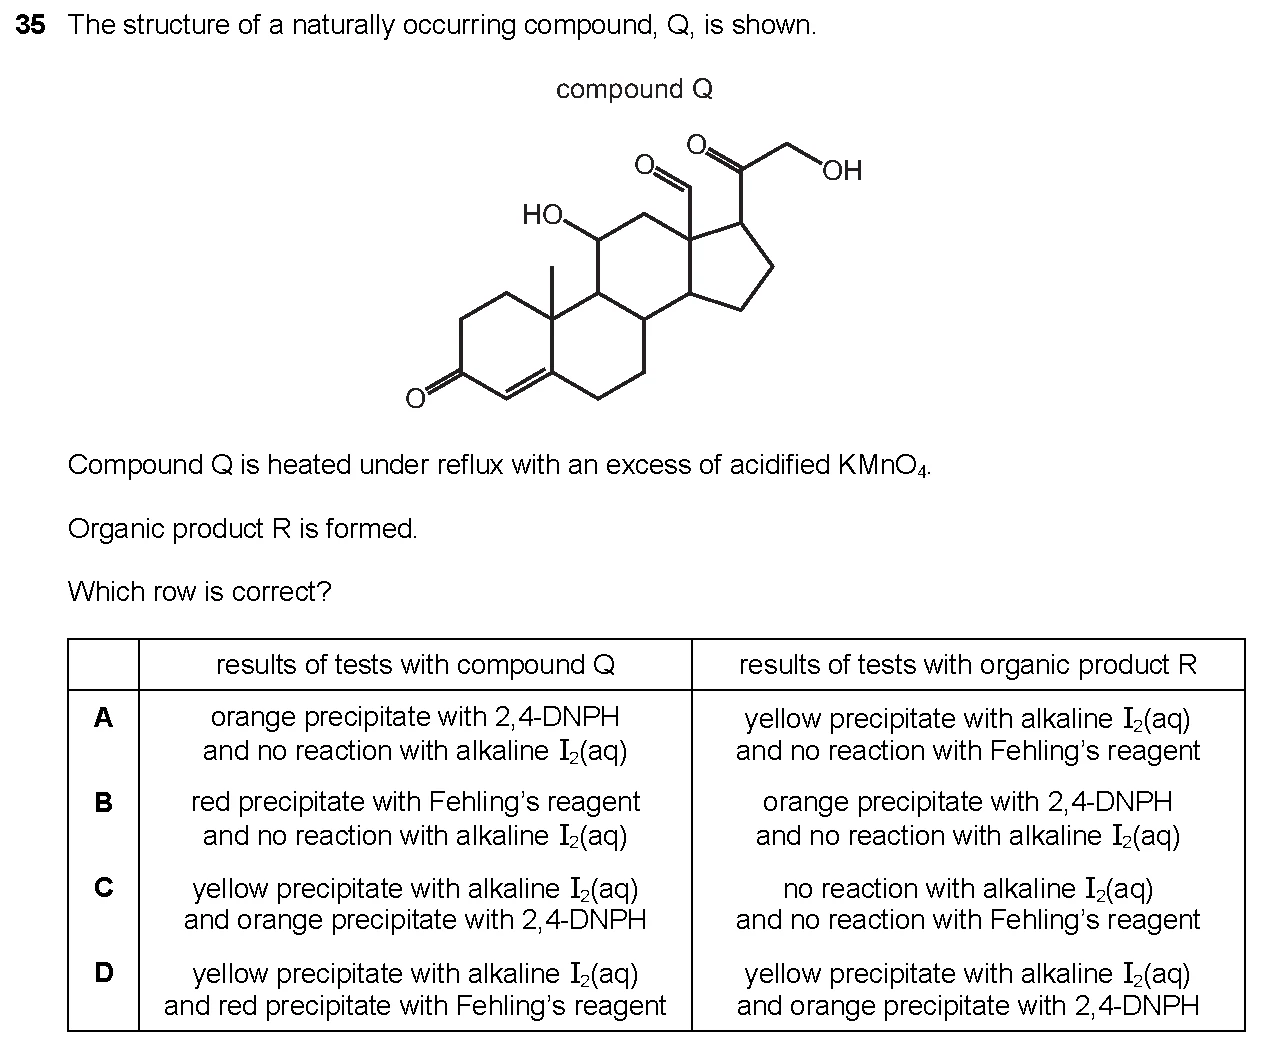 35 The structure of a naturally occurring compound, Q, is shown.
compound Q
O
O
OH
HO
O
Compound Q is heated under reflux with an excess of acidified KMnO₄.
Organic product R is formed.
Which row is correct?
results of tests with compound Q results of tests with organic product R
A orange precipitate with 2,4-DNPH yellow precipitate with alkaline I₂(aq)
and no reaction with alkaline I₂(aq) and no reaction with Fehling’s reagent
B red precipitate with Fehling’s reagent orange precipitate with 2,4-DNPH
and no reaction with alkaline I₂(aq) and no reaction with alkaline I₂(aq)
C yellow precipitate with alkaline I₂(aq) no reaction with alkaline I₂(aq)
and orange precipitate with 2,4-DNPH and no reaction with Fehling’s reagent
D yellow precipitate with alkaline I₂(aq) yellow precipitate with alkaline I₂(aq)
and red precipitate with Fehling’s reagent and orange precipitate with 2,4-DNPH